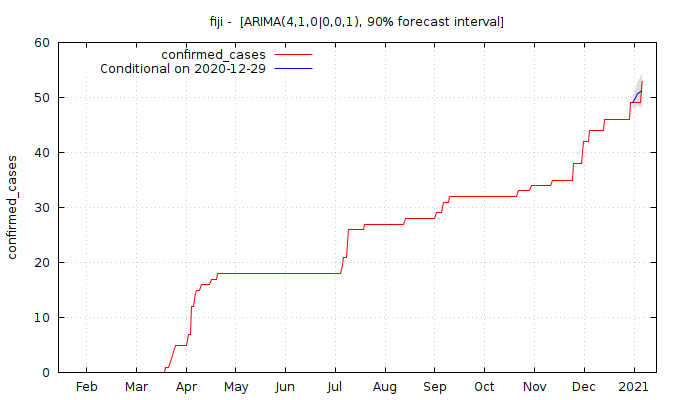 fiji - [ARIMA(4,1,0|0,0,1), 90% forecast interval]
confirmed_cases
Conditional on 2020-12-29
confirmed_cases
60
50
40
30
20
10
0
Feb Mar Apr May Jun Jul Aug Sep Oct Nov Dec 2021